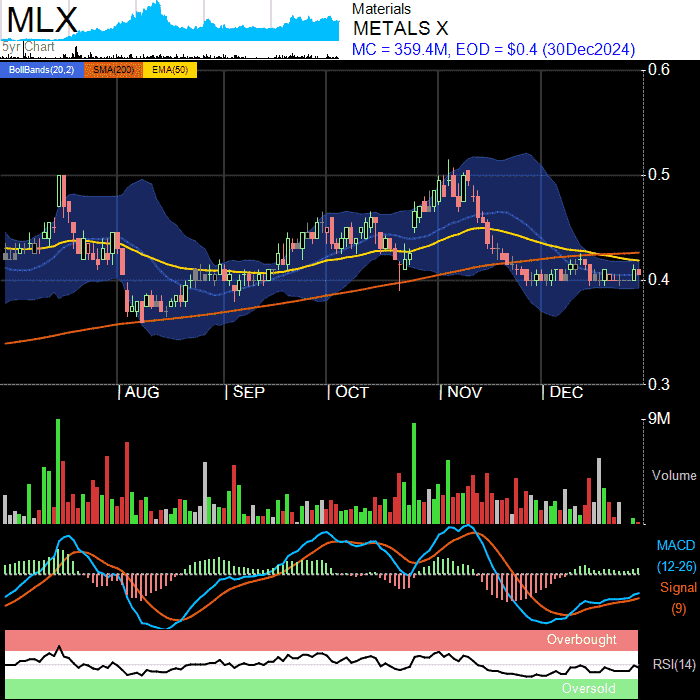 MLX
5yr Chart
Materials
METALS X
MC = 359.4M, EOD = $0.4 (30Dec2024)
BollBands(20,2) SMA(200) EMA(50)
0.6
0.5
0.4
0.3
AUG SEP OCT NOV DEC
9M
Volume
MACD
(12-26)
Signal
(9)
Overbought
RSI(14)
Oversold